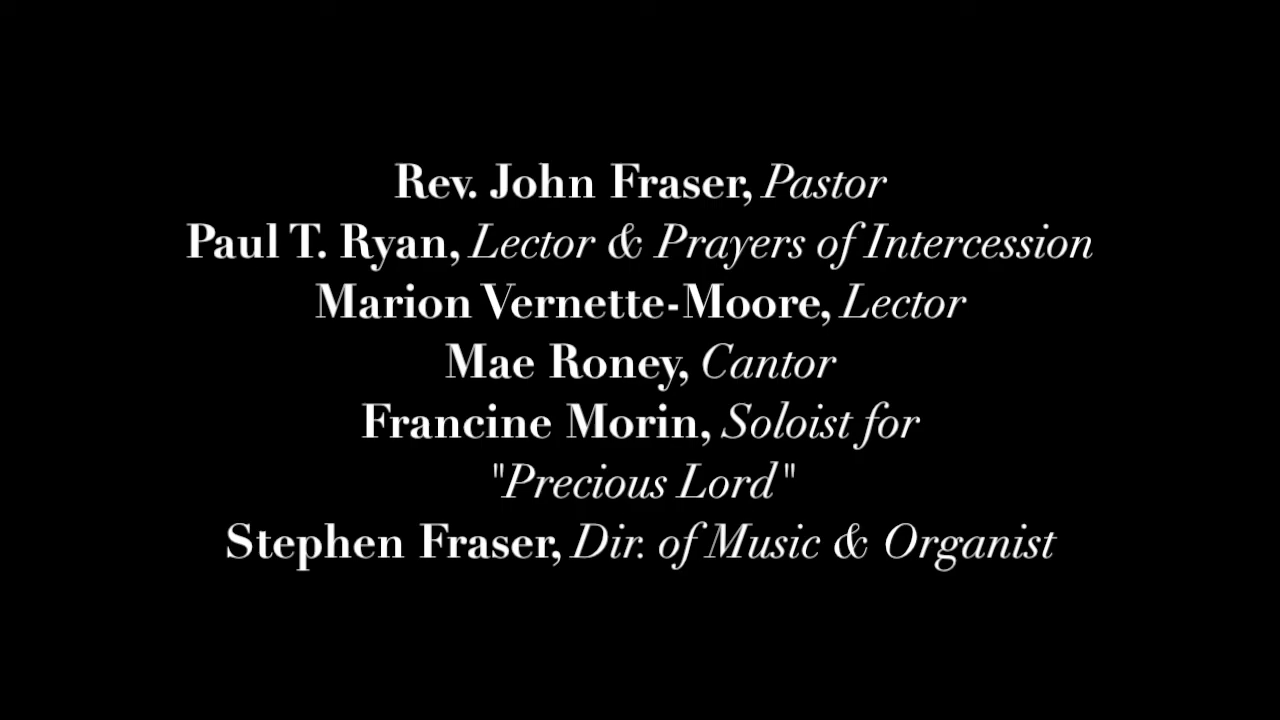 Rev. John Fraser, Pastor
Paul T. Ryan, Lector & Prayers of Intercession
Marion Vernette-Moore, Lector
Mae Roney, Cantor
Francine Morin, Soloist for
"Precious Lord"
Stephen Fraser, Dir. of Music & Organist